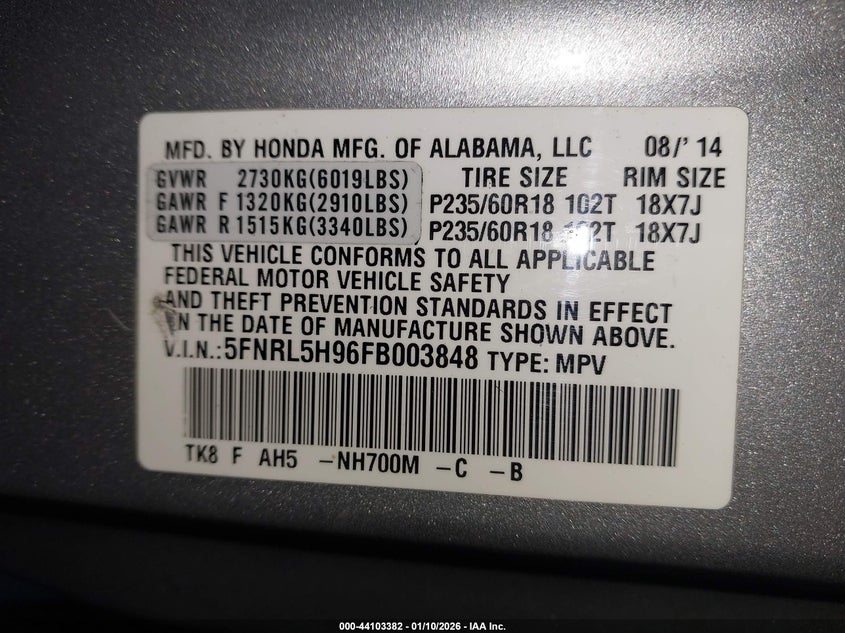 MFD. BY HONDA MFG. OF ALABAMA, LLC 08/' 14
GVWR 2730KG(6019LBS) TIRE SIZE RIM SIZE
GAWR F 1320KG(2910LBS) P235/60R18 102T 18X7J
GAWR R 1515KG(3340LBS) P235/60R18 102T 18X7J
THIS VEHICLE CONFORMS TO ALL APPLICABLE
FEDERAL MOTOR VEHICLE SAFETY
AND THEFT PREVENTION STANDARDS IN EFFECT
ON THE DATE OF MANUFACTURE SHOWN ABOVE.
V.I.N.:5FNRL5H96FB003848 TYPE: MPV
TK8 F AH5 -NH700M -C -B
000-44103382 - 01/10/2026 - IAA Inc.